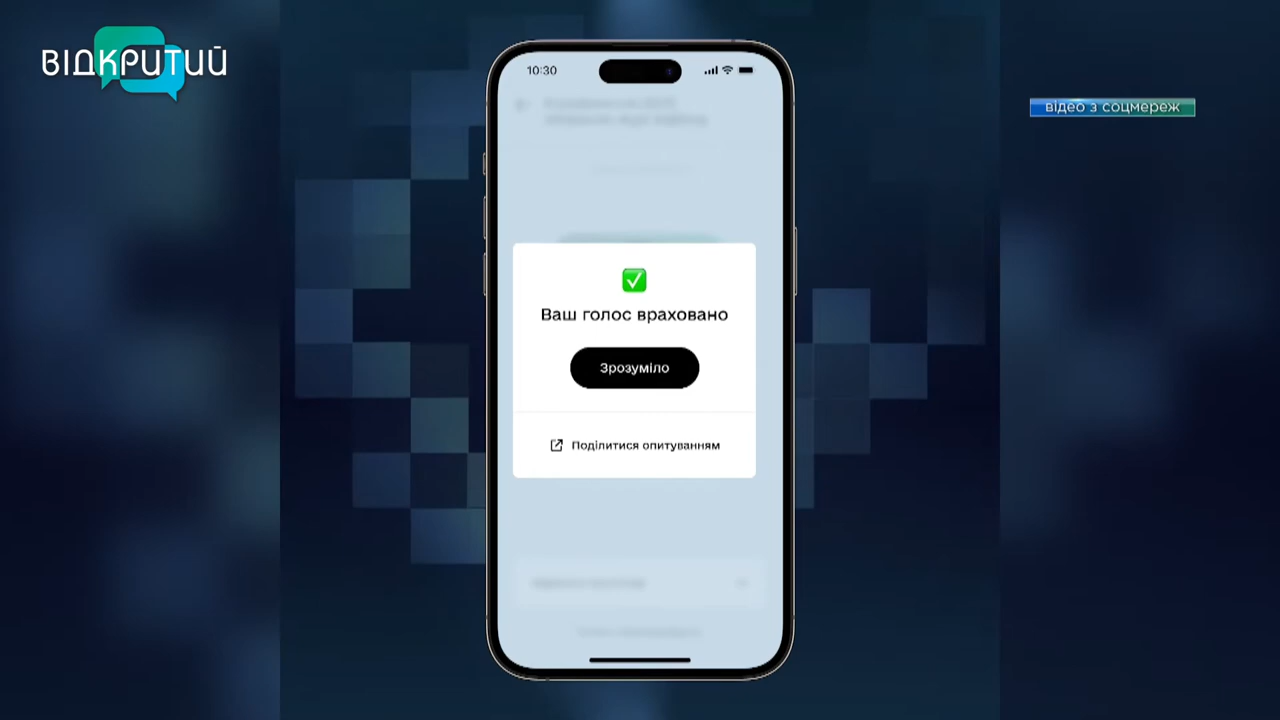 ВІДКРИТИЙ
відео з соцмереж
10:30
Ваш голос враховано
Зрозуміло
Поділитися опитуванням